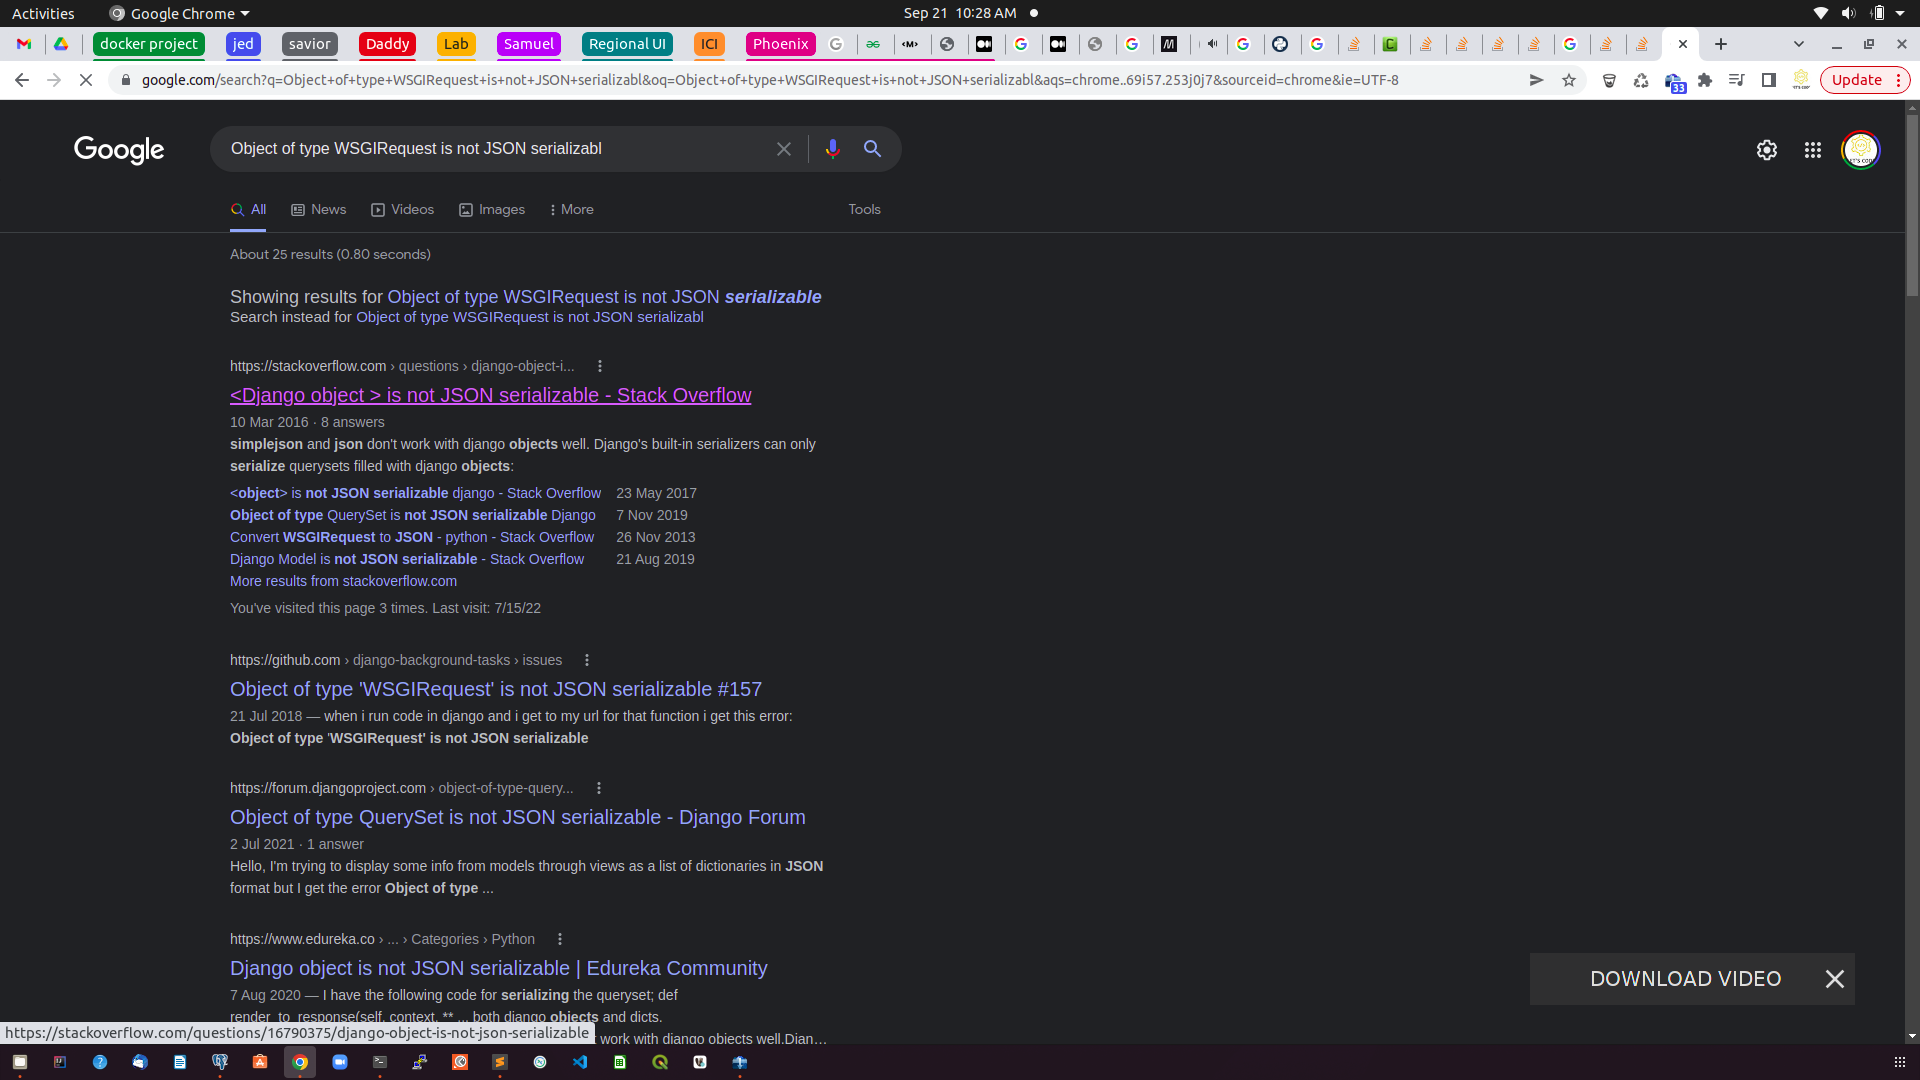 Activities
Google Chrome
Sep 21 10:28 AM
docker project
jed
savior
Daddy
Lab
Samuel
Regional UI
ICI
Phoenix
google.com/search?q=Object+of+type+WSGIRequest+is+not+JSON+serializabl&oq=Object+of+type+WSGIRequest+is+not+JSON+serializabl&aqs=chrome..69i57.253j0j7&sourceid=chrome&ie=UTF-8
33
Update
Google
Object of type WSGIRequest is not JSON serializabl
All
News
Videos
Images
More
Tools
About 25 results (0.80 seconds)
Showing results for Object of type WSGIRequest is not JSON serializable
Search instead for Object of type WSGIRequest is not JSON serializabl
https://stackoverflow.com › questions › django-object-i...
<Django object > is not JSON serializable - Stack Overflow
10 Mar 2016 · 8 answers
simplejson and json don't work with django objects well. Django's built-in serializers can only
serialize querysets filled with django objects:
<object> is not JSON serializable django - Stack Overflow 23 May 2017
Object of type QuerySet is not JSON serializable Django 7 Nov 2019
Convert WSGIRequest to JSON - python - Stack Overflow 26 Nov 2013
Django Model is not JSON serializable - Stack Overflow 21 Aug 2019
More results from stackoverflow.com
You've visited this page 3 times. Last visit: 7/15/22
https://github.com › django-background-tasks › issues
Object of type 'WSGIRequest' is not JSON serializable #157
21 Jul 2018 — when i run code in django and i get to my url for that function i get this error:
Object of type 'WSGIRequest' is not JSON serializable
https://forum.djangoproject.com › object-of-type-query...
Object of type QuerySet is not JSON serializable - Django Forum
2 Jul 2021 · 1 answer
Hello, I'm trying to display some info from models through views as a list of dictionaries in JSON
format but I get the error Object of type ...
https://www.edureka.co › ... › Categories › Python
Django object is not JSON serializable | Edureka Community
7 Aug 2020 — I have the following code for serializing the queryset; def
render_to_response(self, context, ** ... both django objects and dicts.
work with django objects well.Djan...
https://stackoverflow.com/questions/16790375/django-object-is-not-json-serializable
DOWNLOAD VIDEO